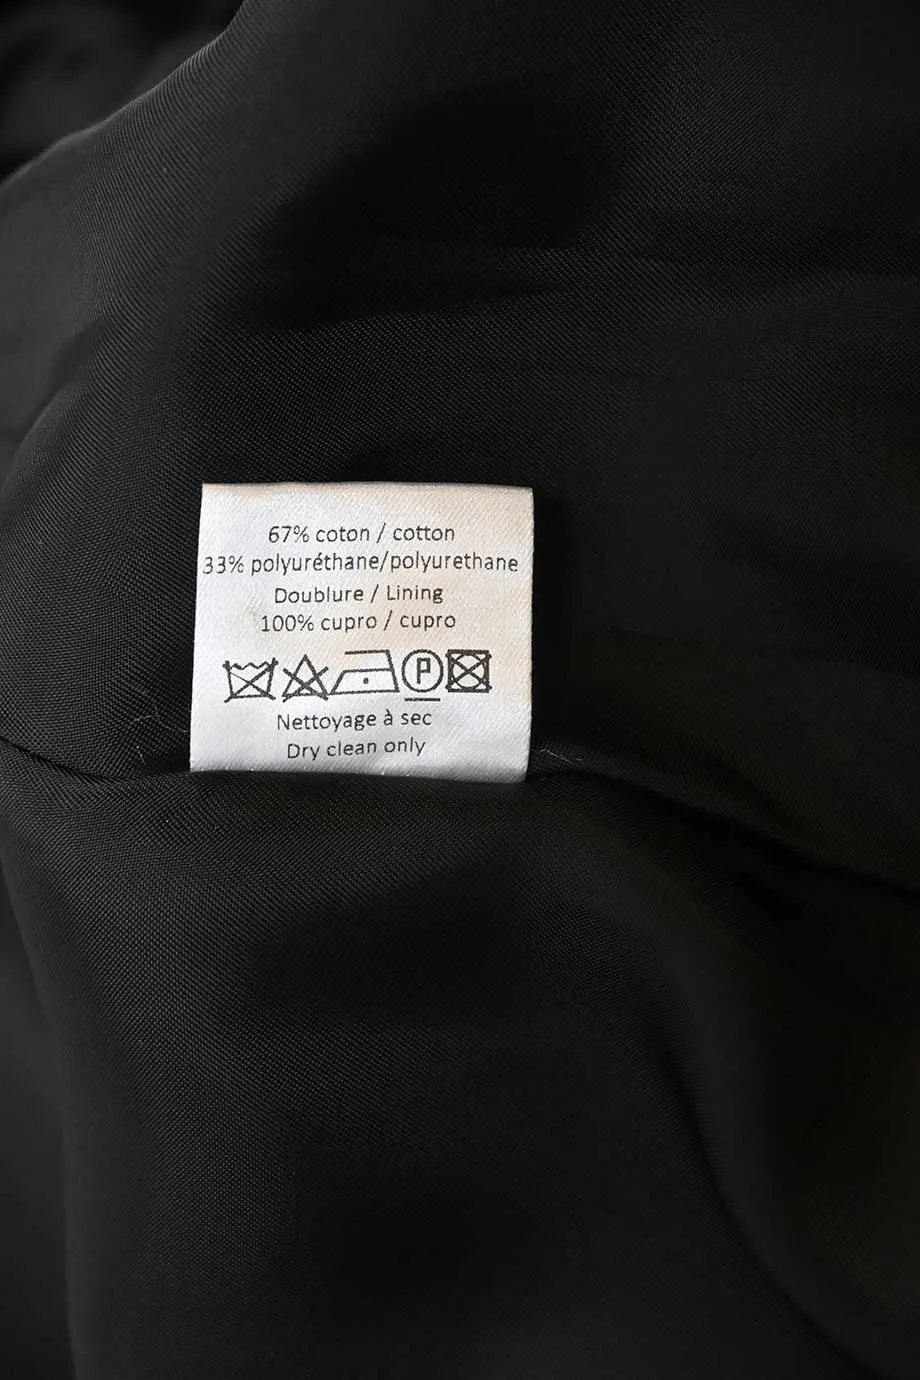 67% coton / cotton
33% polyuréthane/polyurethane
Doublure / Lining
100% cupro / cupro
P
Nettoyage à sec
Dry clean only